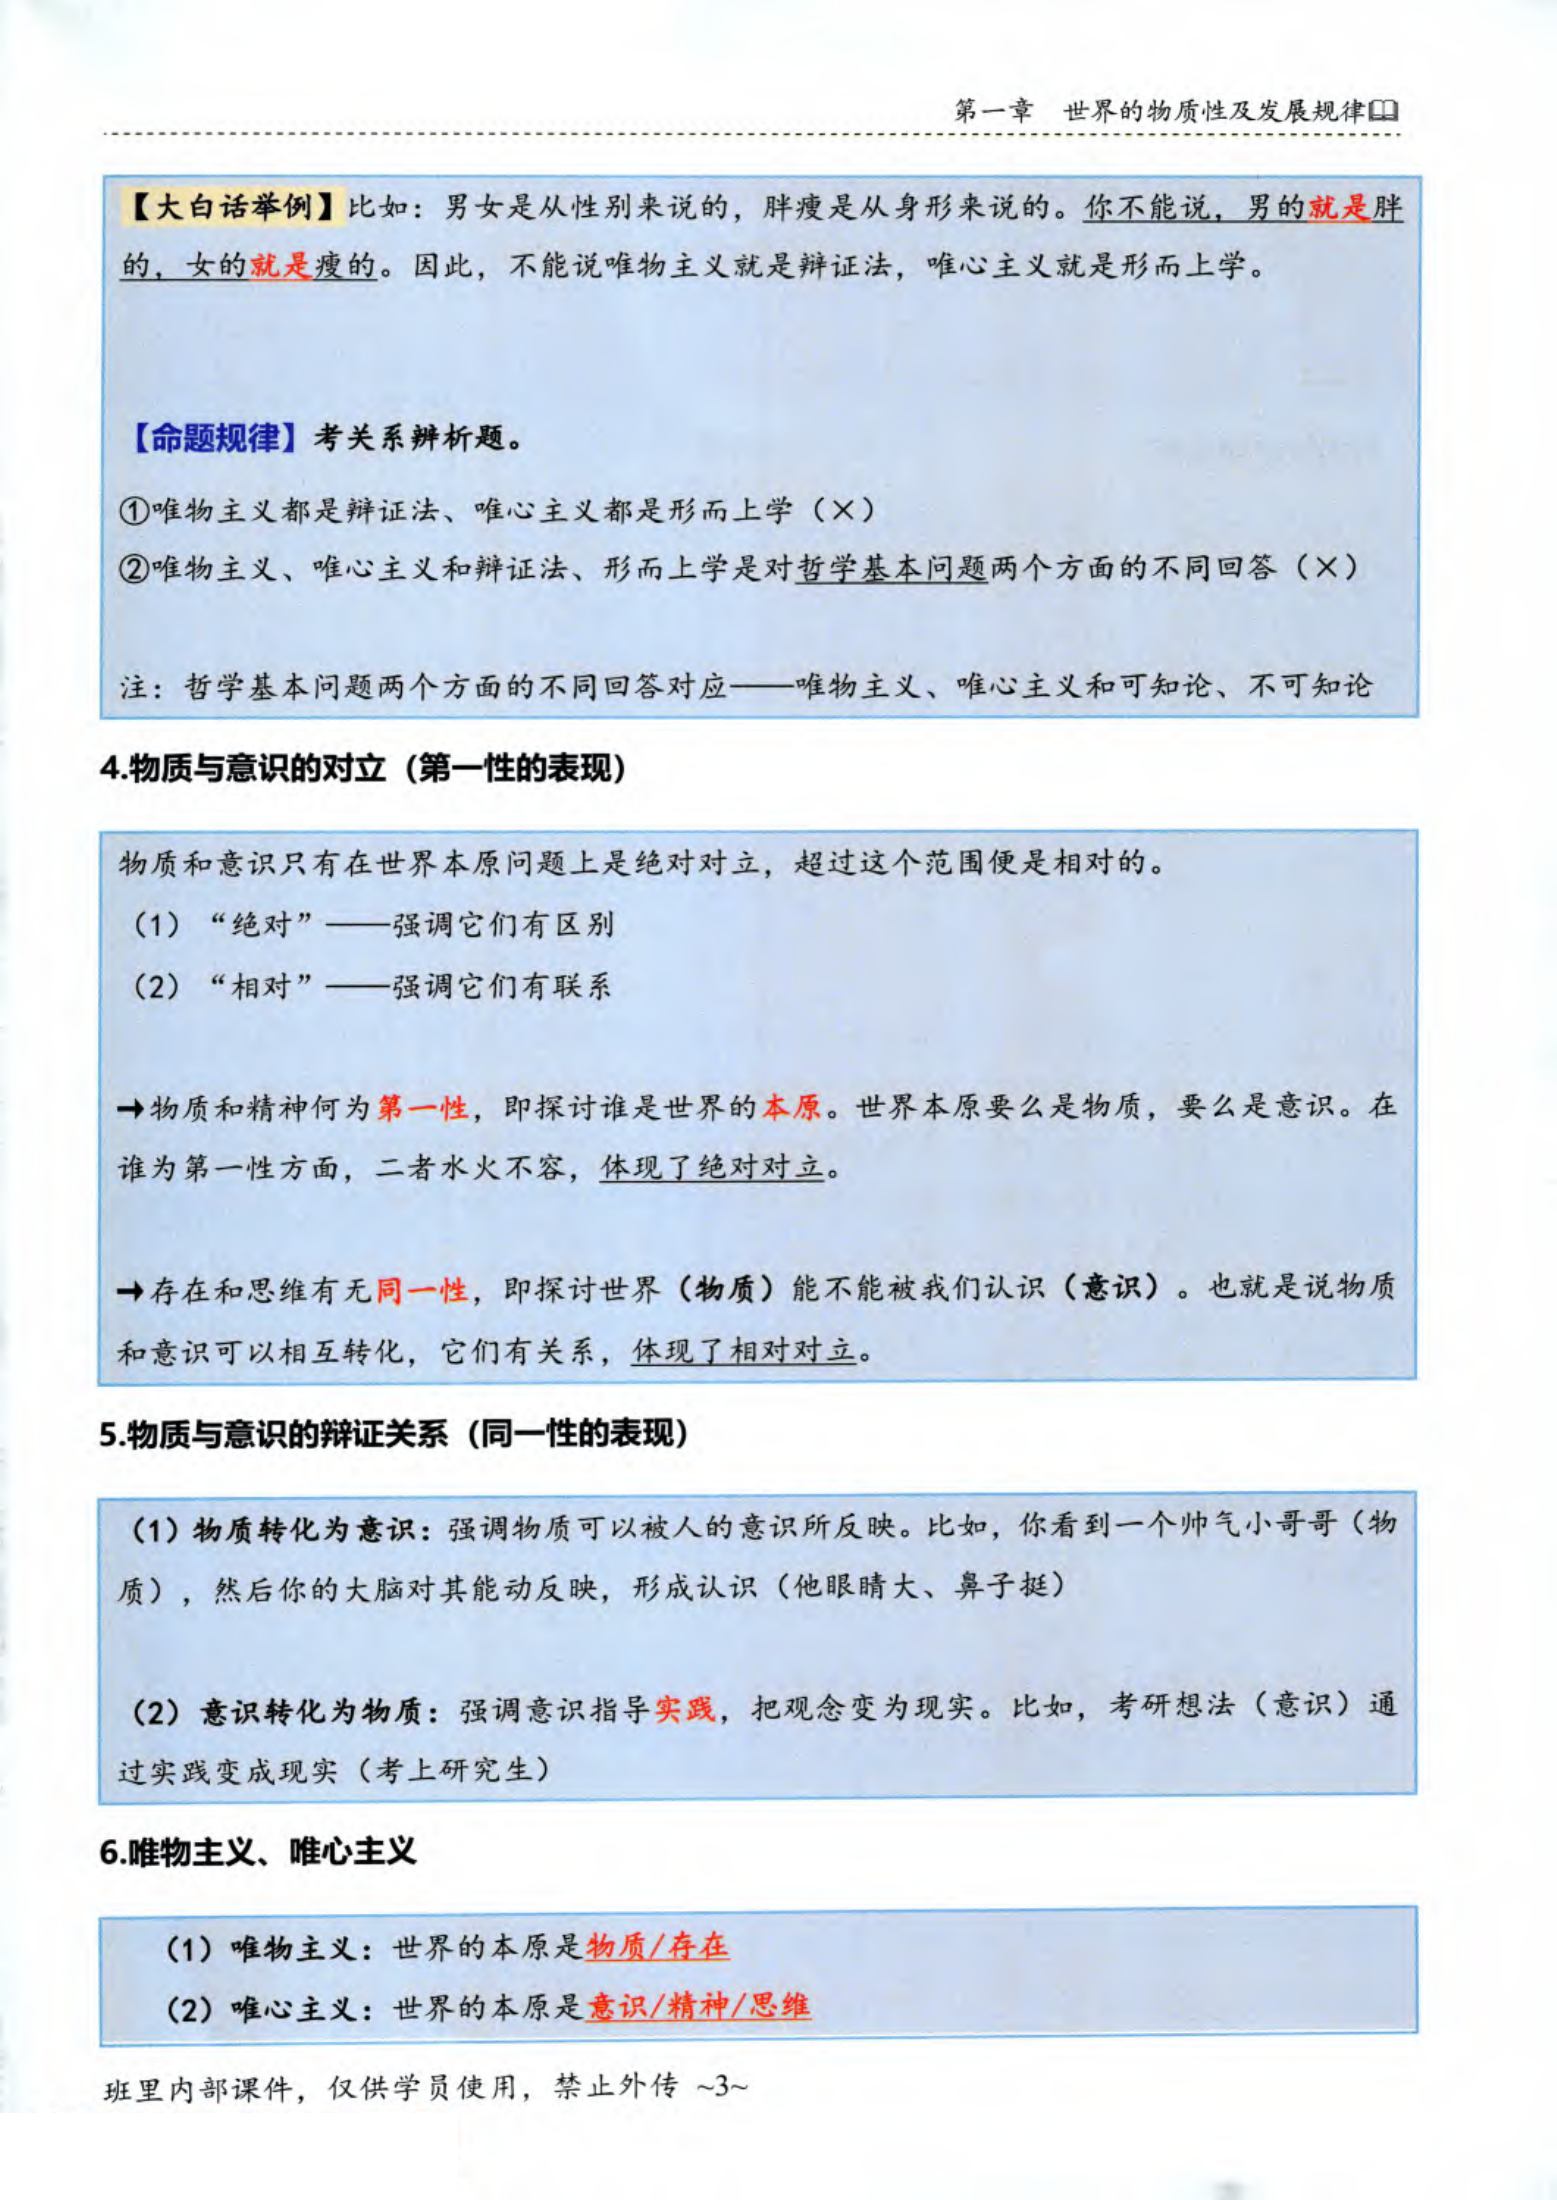 第一章 世界的物质性及发展规律
【大白话举例】比如：男女是从性别来说的，胖瘦是从身形来说的。你不能说，男的就是胖
的，女的就是瘦的。因此，不能说唯物主义就是辩证法，唯心主义就是形而上学。
【命题规律】考关系辨析题。
①唯物主义都是辩证法、唯心主义都是形而上学（×）
②唯物主义、唯心主义和辩证法、形而上学是对哲学基本问题两个方面的不同回答（×）
注：哲学基本问题两个方面的不同回答对应——唯物主义、唯心主义和可知论、不可知论
4.物质与意识的对立（第一性的表现）
物质和意识只有在世界本原问题上是绝对对立，超过这个范围便是相对的。
（1）“绝对”——强调它们有区别
（2）“相对”——强调它们有联系
→物质和精神何为第一性，即探讨谁是世界的本原。世界本原要么是物质，要么是意识。在
谁为第一性方面，二者水火不容，体现了绝对对立。
→存在和思维有无同一性，即探讨世界（物质）能不能被我们认识（意识）。也就是说物质
和意识可以相互转化，它们有关系，体现了相对对立。
5.物质与意识的辩证关系（同一性的表现）
（1）物质转化为意识：强调物质可以被人的意识所反映。比如，你看到一个帅气小哥哥（物
质），然后你的大脑对其能动反映，形成认识（他眼睛大、鼻子挺）
（2）意识转化为物质：强调意识指导实践，把观念变为现实。比如，考研想法（意识）通
过实践变成现实（考上研究生）
6.唯物主义、唯心主义
（1）唯物主义：世界的本原是物质/存在
（2）唯心主义：世界的本原是意识/精神/思维
班里内部课件，仅供学员使用，禁止外传 ~3~